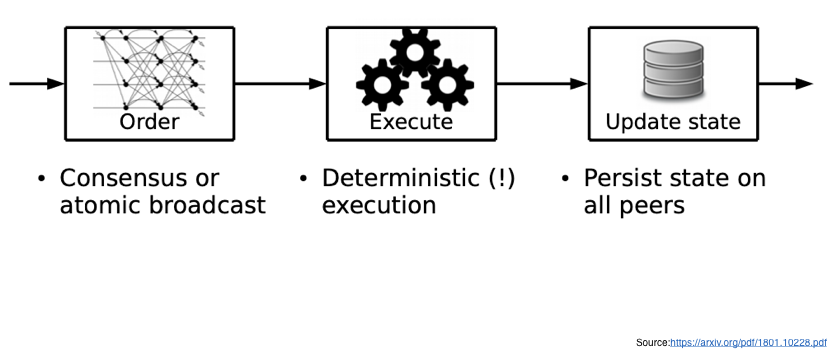 Order
Execute
Update state
• Consensus or
atomic broadcast
• Deterministic (!)
execution
• Persist state on
all peers
Source:https://arxiv.org/pdf/1801.10228.pdf